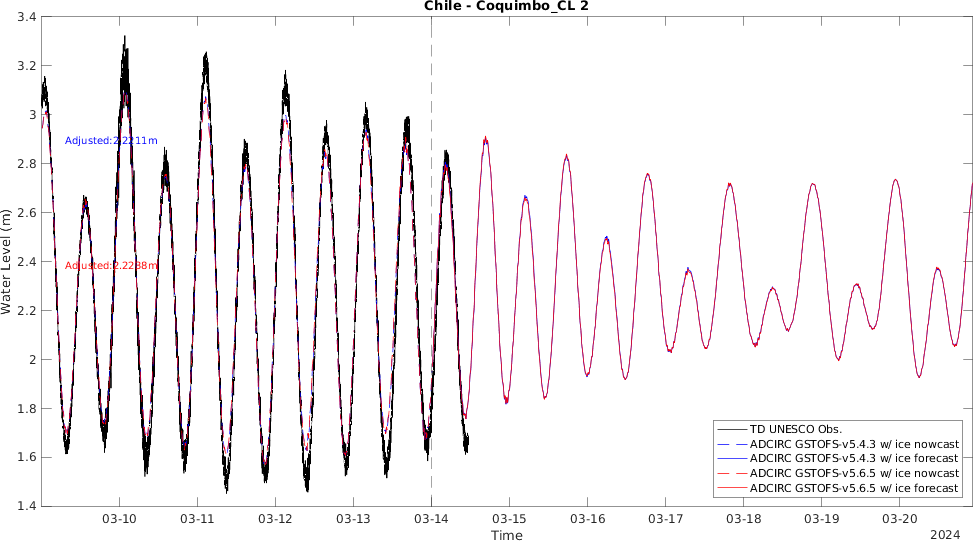 Chile - Coquimbo_CL 2
3.4
3.2
3
2.8
2.6
2.4
2.2
2
1.8
1.6
1.4
Water Level (m)
Adjusted:2.2211m
Adjusted:2.2288m
03-10
03-11
03-12
03-13
03-14
03-15
03-16
03-17
03-18
03-19
03-20
Time
2024
TD UNESCO Obs.
ADCIRC GSTOFS-v5.4.3 w/ ice nowcast
ADCIRC GSTOFS-v5.4.3 w/ ice forecast
ADCIRC GSTOFS-v5.6.5 w/ ice nowcast
ADCIRC GSTOFS-v5.6.5 w/ ice forecast